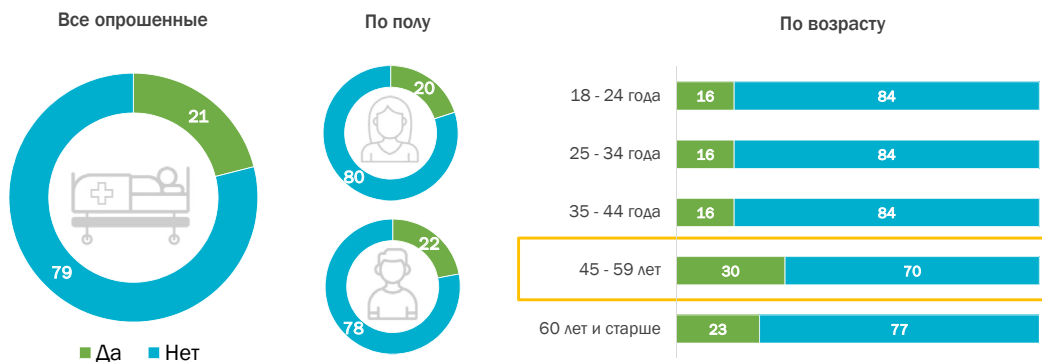 Все опрошенные
21
79
Да Нет
По полу
20
80
22
78
По возрасту
18 - 24 года 16 84
25 - 34 года 16 84
35 - 44 года 16 84
45 - 59 лет 30 70
60 лет и старше 23 77